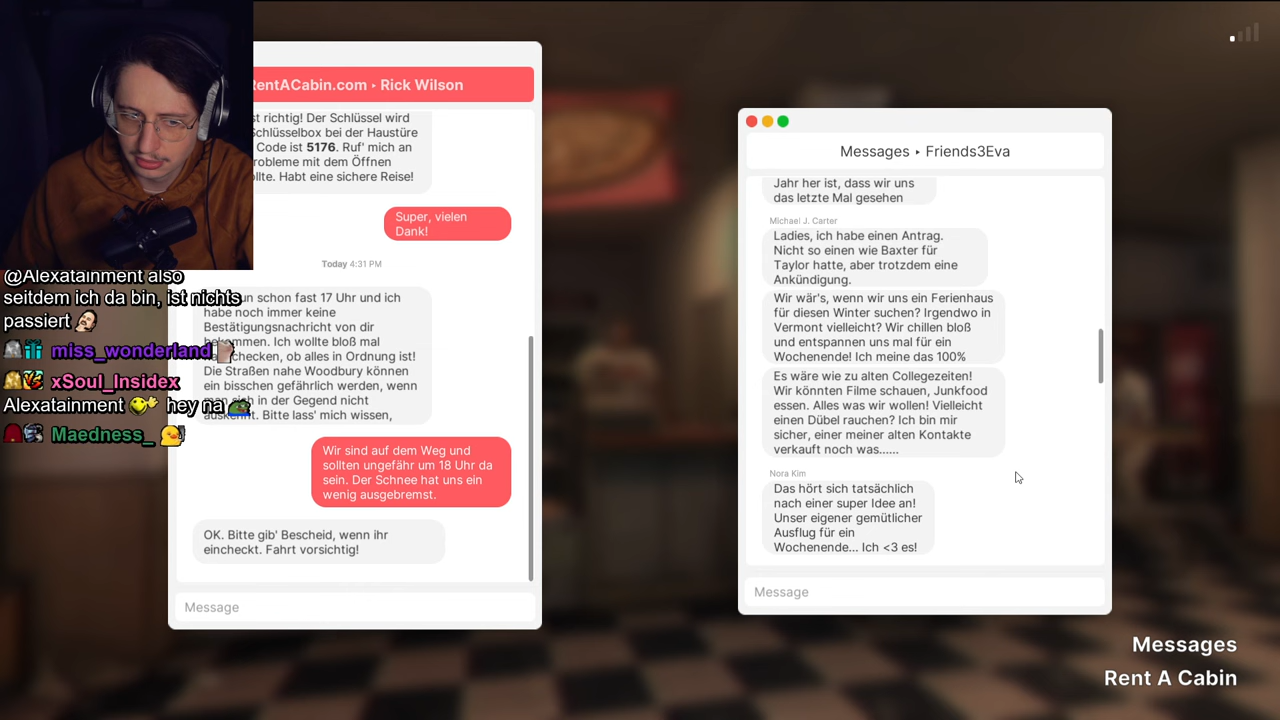 RentACabin.com ▸ Rick Wilson
st richtig! Der Schlüssel wird
Schlüsselbox bei der Haustüre
Code ist 5176. Ruf' mich an
robleme mit dem Öffnen
llte. Habt eine sichere Reise!
Super, vielen
Dank!
Today 4:31 PM
un schon fast 17 Uhr und ich
habe noch immer keine
Bestätigungsnachricht von dir
bekommen. Ich wollte bloß mal
checken, ob alles in Ordnung ist!
Die Straßen nahe Woodbury können
ein bisschen gefährlich werden, wenn
man sich in der Gegend nicht
auskennt. Bitte lass' mich wissen,
Wir sind auf dem Weg und
sollten ungefähr um 18 Uhr da
sein. Der Schnee hat uns ein
wenig ausgebremst.
OK. Bitte gib' Bescheid, wenn ihr
eincheckt. Fahrt vorsichtig!
Message
@Alexatainment also
seitdem ich da bin, ist nichts
passiert
miss_wonderland
xSoul_Insidex
Alexatainment hey na
Maedness_
Messages ▸ Friends3Eva
Jahr her ist, dass wir uns
das letzte Mal gesehen
Michael J. Carter
Ladies, ich habe einen Antrag.
Nicht so einen wie Baxter für
Taylor hatte, aber trotzdem eine
Ankündigung.
Wir wär's, wenn wir uns ein Ferienhaus
für diesen Winter suchen? Irgendwo in
Vermont vielleicht? Wir chillen bloß
und entspannen uns mal für ein
Wochenende! Ich meine das 100%
Es wäre wie zu alten Collegezeiten!
Wir könnten Filme schauen, Junkfood
essen. Alles was wir wollen! Vielleicht
einen Dübel rauchen? Ich bin mir
sicher, einer meiner alten Kontakte
verkauft noch was......
Nora Kim
Das hört sich tatsächlich
nach einer super Idee an!
Unser eigener gemütlicher
Ausflug für ein
Wochenende... Ich <3 es!
Message
Messages
Rent A Cabin